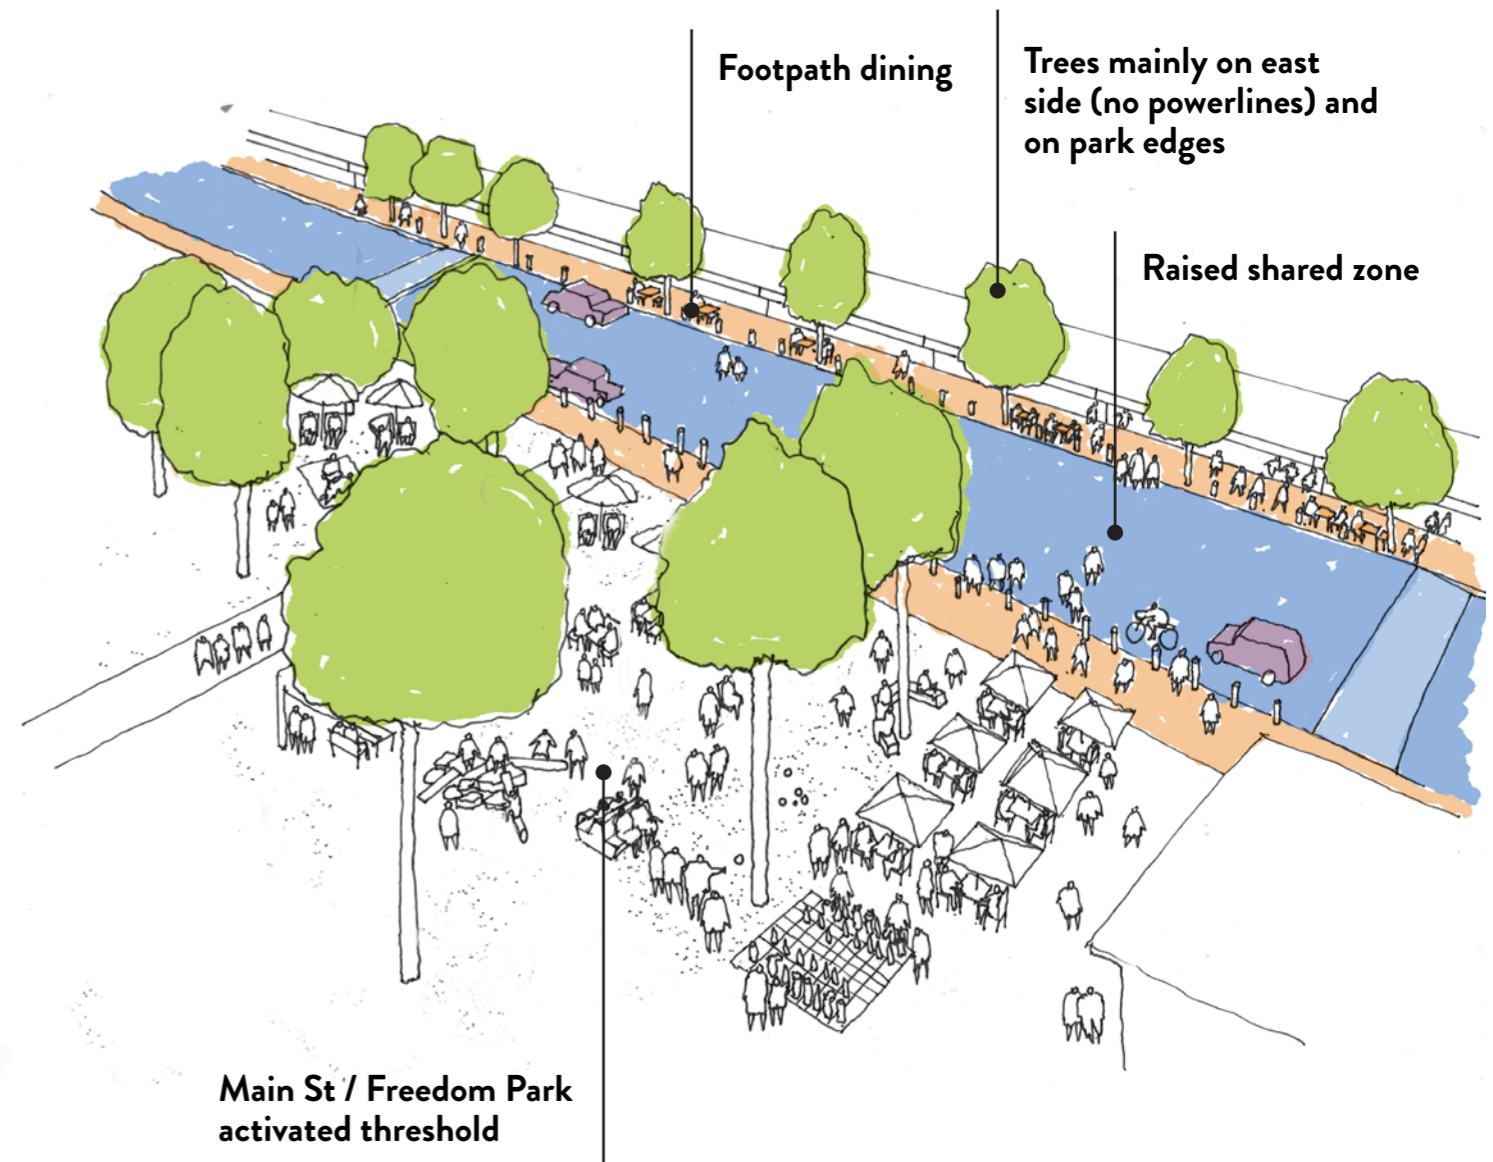 Footpath dining
Trees mainly on east
side (no powerlines) and
on park edges
Raised shared zone
Main St / Freedom Park
activated threshold